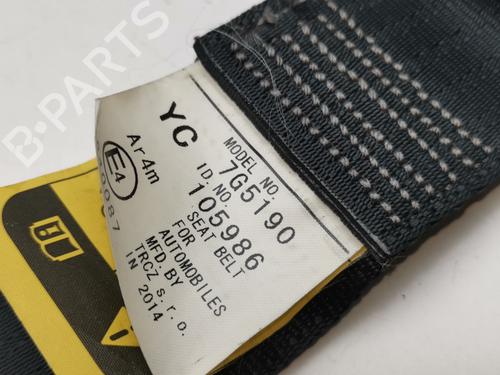 B-PARTS
YC
Ar4m
E4
MODEL NO.
7G5190
ID NO.
105986
SEAT BELT
FOR
AUTOMOBILES
MFD. BY
TRCZ s.r.o.
IN 2014